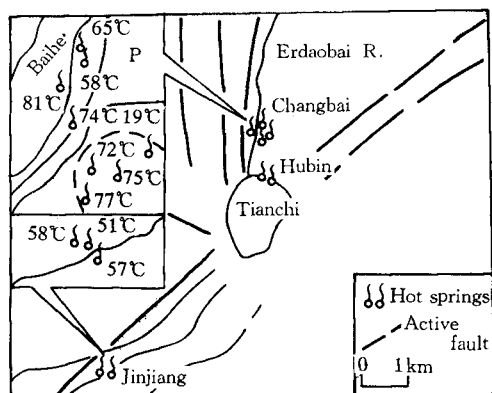 65℃
Baihe
P
58℃
81℃
74℃ 19℃
72℃
75℃
77℃
51℃
58℃
57℃
Erdaobai R.
Changbai
Hubin
Tianchi
Jinjiang
Hot springs
Active
fault
0 1km